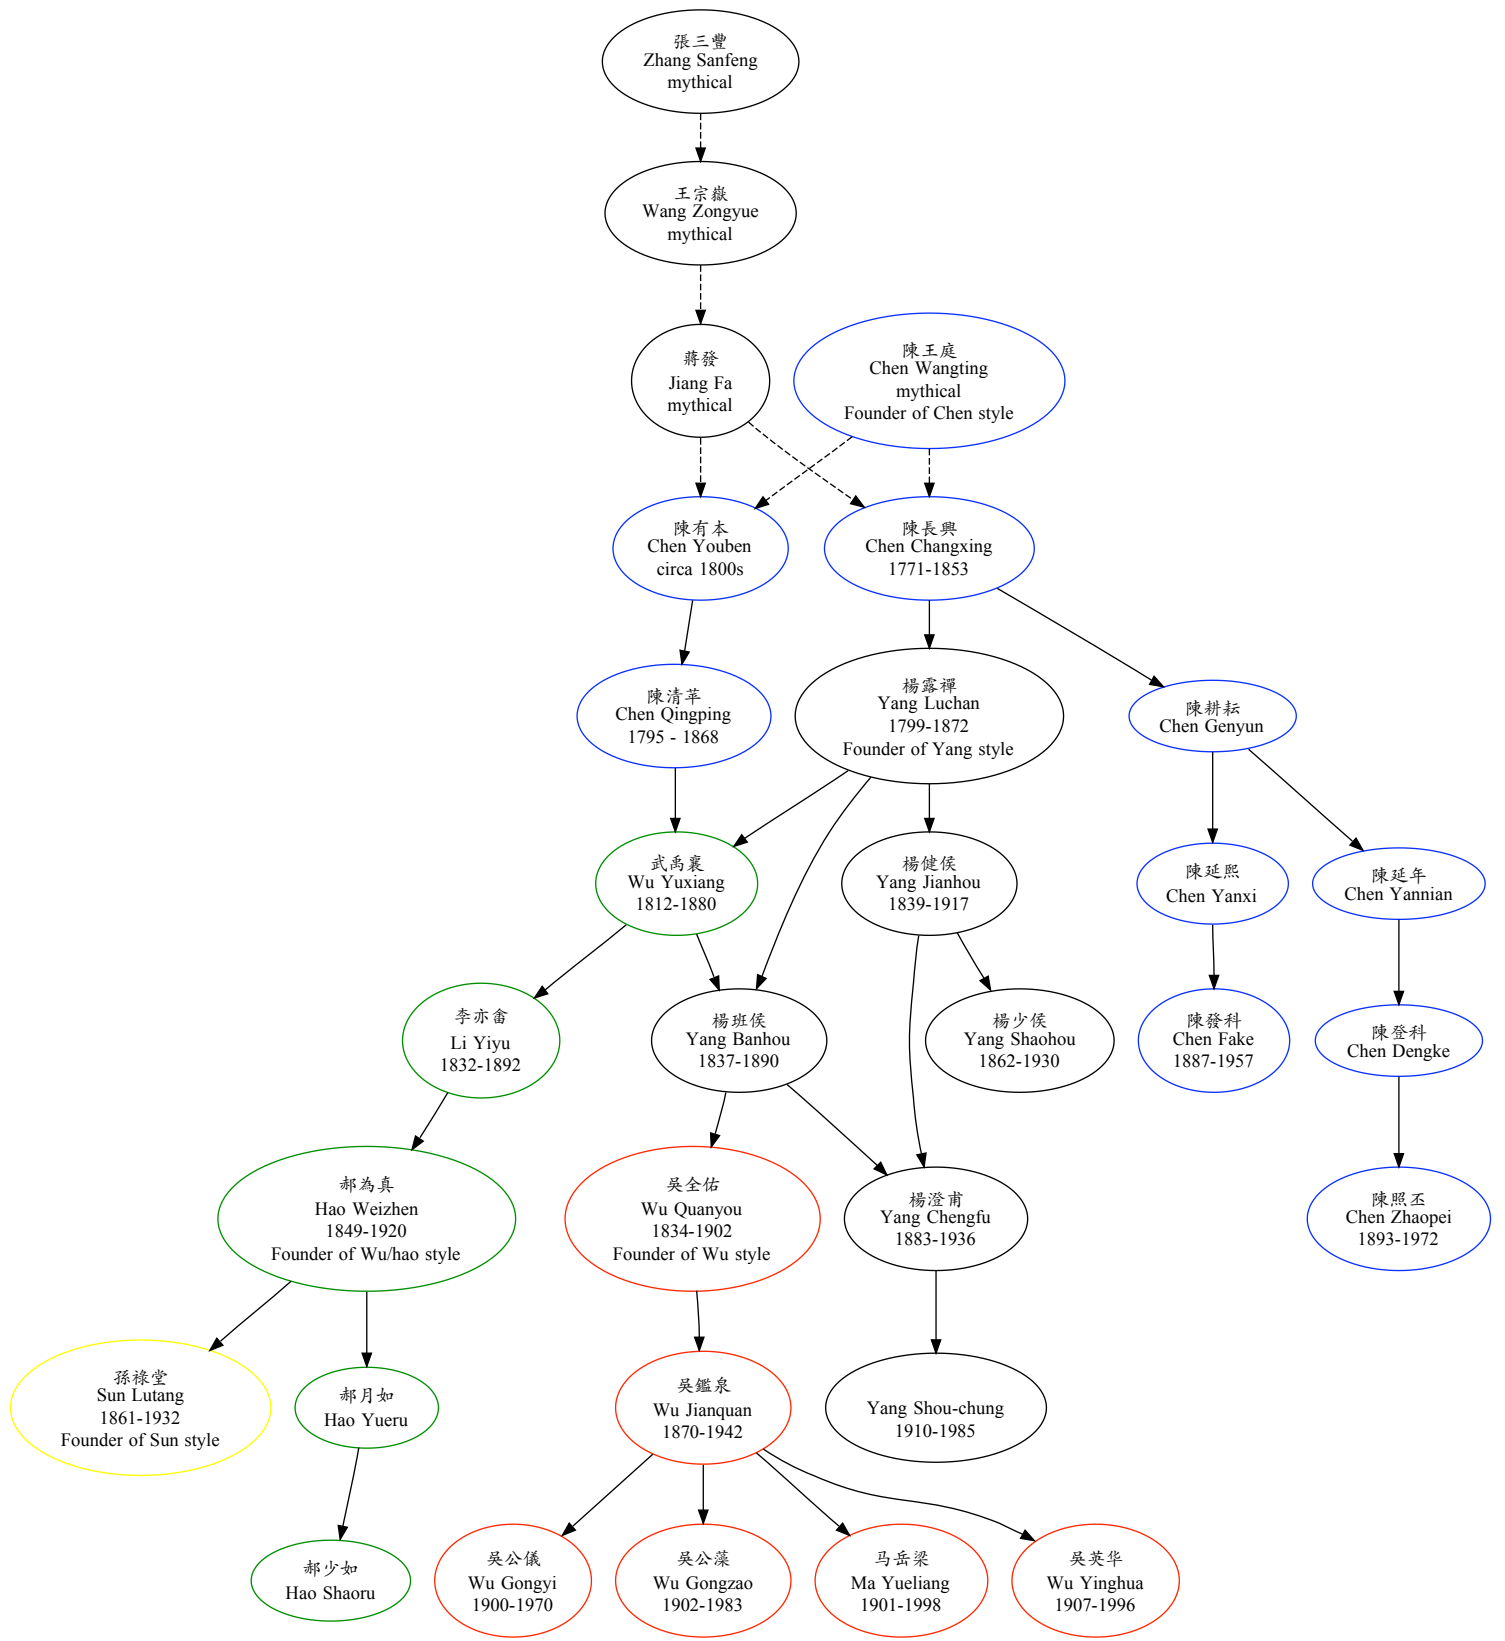 張三豐
Zhang Sanfeng
mythical
王宗嶽
Wang Zongyue
mythical
蔣發
Jiang Fa
mythical
陳王庭
Chen Wangting
mythical
Founder of Chen style
陳有本
Chen Youben
circa 1800s
陳長興
Chen Changxing
1771-1853
陳清苹
Chen Qingping
1795 - 1868
楊露禪
Yang Luchan
1799-1872
Founder of Yang style
陳耕耘
Chen Genyun
武禹襄
Wu Yuxiang
1812-1880
楊健侯
Yang Jianhou
1839-1917
陳延熙
Chen Yanxi
陳延年
Chen Yannian
李亦畬
Li Yiyu
1832-1892
楊班侯
Yang Banhou
1837-1890
楊少侯
Yang Shaohou
1862-1930
陳發科
Chen Fake
1887-1957
陳登科
Chen Dengke
郝為真
Hao Weizhen
1849-1920
Founder of Wu/hao style
吳全佑
Wu Quanyou
1834-1902
Founder of Wu style
楊澄甫
Yang Chengfu
1883-1936
陳照丕
Chen Zhaopei
1893-1972
孫祿堂
Sun Lutang
1861-1932
Founder of Sun style
郝月如
Hao Yueru
吳鑑泉
Wu Jianquan
1870-1942
Yang Shou-chung
1910-1985
郝少如
Hao Shaoru
吳公儀
Wu Gongyi
1900-1970
吳公藻
Wu Gongzao
1902-1983
马岳梁
Ma Yueliang
1901-1998
吳英华
Wu Yinghua
1907-1996